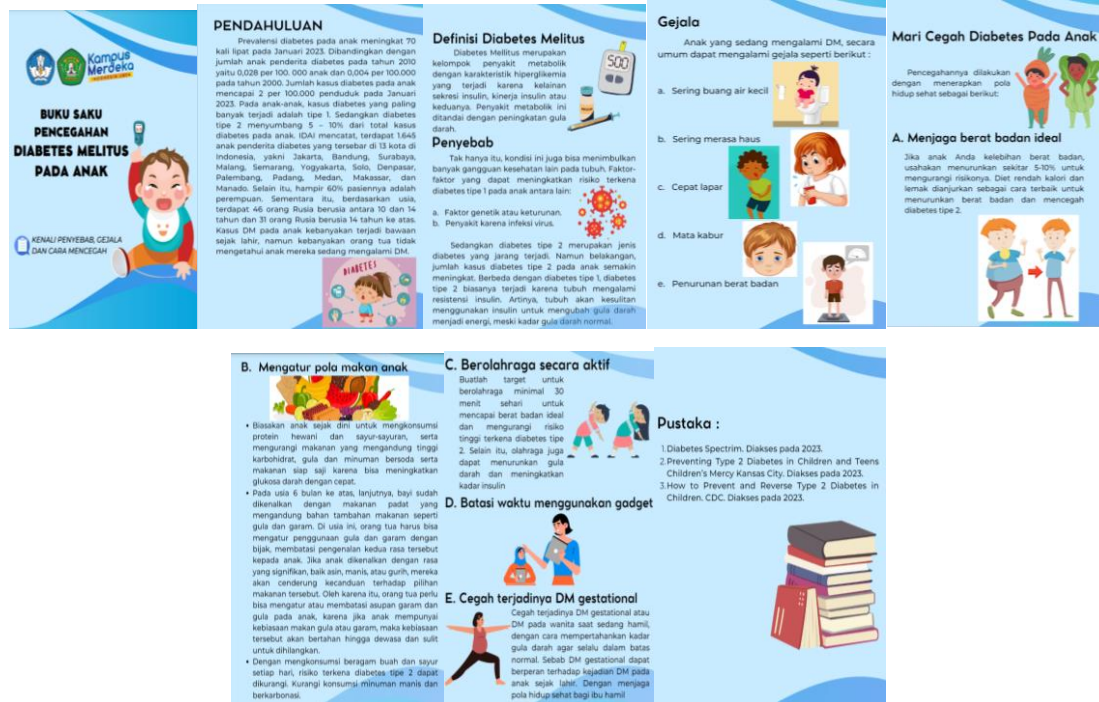 Kampus
Merdeka
BUKU SAKU
PENCEGAHAN
DIABETES MELITUS
PADA ANAK
KENALI PENYEBAB, GEJALA
DAN CARA MENCEGAH
PENDAHULUAN
Prevalensi diabetes pada anak meningkat 70
kali lipat pada Januari 2023. Dibandingkan dengan
jumlah anak penderita diabetes pada tahun 2010
yaitu 0,028 per 100. 000 anak dan 0,004 per 100.000
pada tahun 2000. Jumlah kasus diabetes pada anak
mencapai 2 per 100.000 penduduk pada Januari
2023. Pada anak-anak, kasus diabetes yang paling
banyak terjadi adalah tipe 1. Sedangkan diabetes
tipe 2 menyumbang 5 – 10% dari total kasus
diabetes pada anak. IDAI mencatat, terdapat 1.645
anak penderita diabetes yang tersebar di 13 kota di
Indonesia, yakni Jakarta, Bandung, Surabaya,
Malang, Semarang, Yogyakarta, Solo, Denpasar,
Palembang, Padang, Medan, Makassar, dan
Manado. Selain itu, hampir 60% pasiennya adalah
perempuan. Sementara itu, berdasarkan usia,
terdapat 46 orang Rusia berusia antara 10 dan 14
tahun dan 31 orang Rusia berusia 14 tahun ke atas.
Kasus DM pada anak kebanyakan terjadi bawaan
sejak lahir, namun kebanyakan orang tua tidak
mengetahui anak mereka sedang mengalami DM.
DIABETES
Definisi Diabetes Melitus
Diabetes Mellitus merupakan
kelompok penyakit metabolik
dengan karakteristik hiperglikemia
yang terjadi karena kelainan
sekresi insulin, kinerja insulin atau
keduanya. Penyakit metabolik ini
ditandai dengan peningkatan gula
darah.
500
Penyebab
Tak hanya itu, kondisi ini juga bisa menimbulkan
banyak gangguan kesehatan lain pada tubuh. Faktor-
faktor yang dapat meningkatkan risiko terkena
diabetes tipe 1 pada anak antara lain:
a. Faktor genetik atau keturunan.
b. Penyakit karena infeksi virus.
Sedangkan diabetes tipe 2 merupakan jenis
diabetes yang jarang terjadi. Namun belakangan,
jumlah kasus diabetes tipe 2 pada anak semakin
meningkat. Berbeda dengan diabetes tipe 1, diabetes
tipe 2 biasanya terjadi karena tubuh mengalami
resistensi insulin. Artinya, tubuh akan kesulitan
menggunakan insulin untuk mengubah gula darah
menjadi energi, meski kadar gula darah normal.
Gejala
Anak yang sedang mengalami DM, secara
umum dapat mengalami gejala seperti berikut :
a. Sering buang air kecil
b. Sering merasa haus
c. Cepat lapar
d. Mata kabur
e. Penurunan berat badan
Mari Cegah Diabetes Pada Anak
Pencegahannya dilakukan
dengan menerapkan pola
hidup sehat sebagai berikut:
A. Menjaga berat badan ideal
Jika anak Anda kelebihan berat badan,
usahakan menurunkan sekitar 5-10% untuk
mengurangi risikonya. Diet rendah kalori dan
lemak dianjurkan sebagai cara terbaik untuk
menurunkan berat badan dan mencegah
diabetes tipe 2.
B. Mengatur pola makan anak
• Biasakan anak sejak dini untuk mengkonsumsi
protein hewani dan sayur-sayuran, serta
mengurangi makanan yang mengandung tinggi
karbohidrat, gula dan minuman bersoda serta
makanan siap saji karena bisa meningkatkan
glukosa darah dengan cepat.
• Pada usia 6 bulan ke atas, lanjutnya, bayi sudah
dikenalkan dengan makanan padat yang
mengandung bahan tambahan makanan seperti
gula dan garam. Di usia ini, orang tua harus bisa
mengatur penggunaan gula dan garam dengan
bijak, membatasi pengenalan kedua rasa tersebut
kepada anak. Jika anak dikenalkan dengan rasa
yang signifikan, baik asin, manis, atau gurih, mereka
akan cenderung kecanduan terhadap pilihan
makanan tersebut. Oleh karena itu, orang tua perlu
bisa mengatur atau membatasi asupan garam dan
gula pada anak, karena jika anak mempunyai
kebiasaan makan gula atau garam, maka kebiasaan
tersebut akan bertahan hingga dewasa dan sulit
untuk dihilangkan.
• Dengan mengkonsumsi beragam buah dan sayur
setiap hari, risiko terkena diabetes tipe 2 dapat
dikurangi. Kurangi konsumsi minuman manis dan
berkarbonasi.
C. Berolahraga secara aktif
Buatlah target untuk
berolahraga minimal 30
menit sehari untuk
mencapai berat badan ideal
dan mengurangi risiko
tinggi terkena diabetes tipe
2. Selain itu, olahraga juga
dapat menurunkan gula
darah dan meningkatkan
kadar insulin
D. Batasi waktu menggunakan gadget
E. Cegah terjadinya DM gestational
Cegah terjadinya DM gestational atau
DM pada wanita saat sedang hamil,
dengan cara mempertahankan kadar
gula darah agar selalu dalam batas
normal. Sebab DM gestational dapat
berperan terhadap kejadian DM pada
anak sejak lahir. Dengan menjaga
pola hidup sehat bagi ibu hamil
Pustaka :
1.Diabetes Spectrim. Diakses pada 2023.
2.Preventing Type 2 Diabetes in Children and Teens
Children's Mercy Kansas City. Diakses pada 2023.
3.How to Prevent and Reverse Type 2 Diabetes in
Children. CDC. Diakses pada 2023.